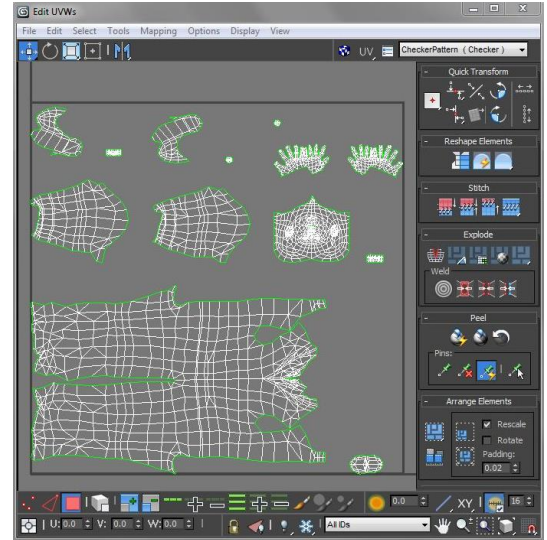 Edit UVWs
File Edit Select Tools Mapping Options Display View
UV
CheckerPattern ( Checker )
- Quick Transform
- Reshape Elements
- Stitch
- Explode
Weld
- Peel
Pins:
- Arrange Elements
Rescale
Rotate
Padding:
0.02
0.0
XY
16
U: 0.0 V: 0.0 W: 0.0
All IDs